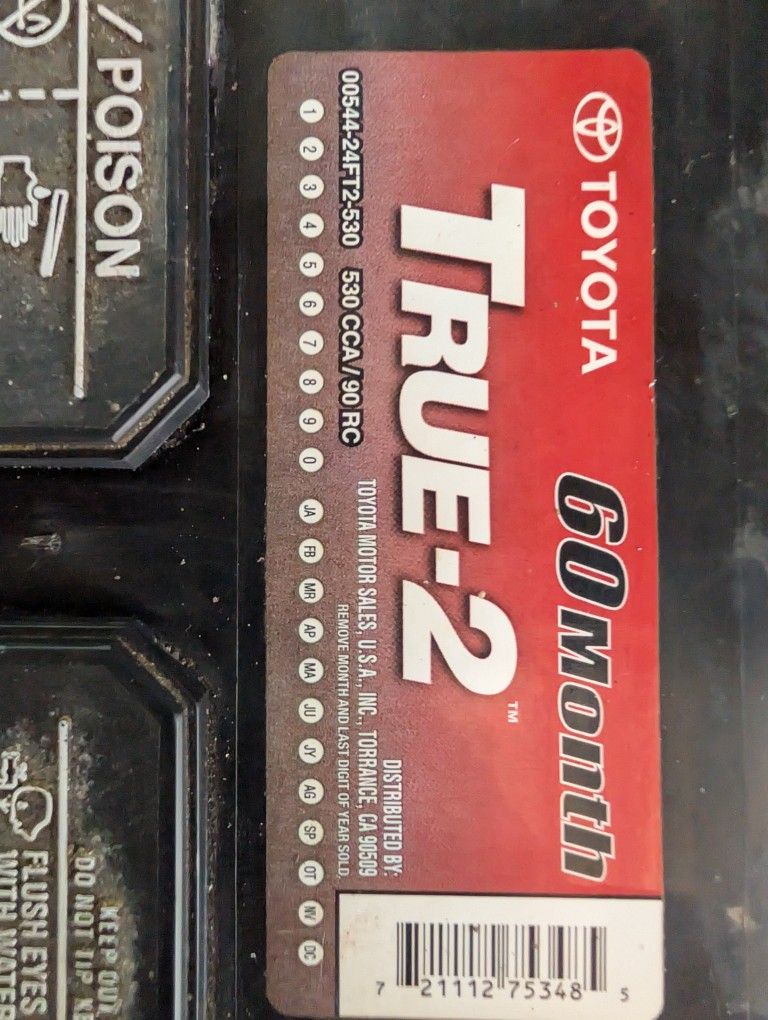 TOYOTA 60 Month
TRUE-2™
DISTRIBUTED BY:
00544-24FT2-530 530 CCA / 90 RC
TOYOTA MOTOR SALES, U.S.A., INC., TORRANCE, CA 90509
REMOVE MONTH AND LAST DIGIT OF YEAR SOLD.
1 2 3 4 5 6 7 8 9 0 JA FB MR AP MA JU JY AG SP OT NV DC
7 21112 75348 5
/ POISON
KEEP OUT
DO NOT TIP
FLUSH EYES
WITH WATER